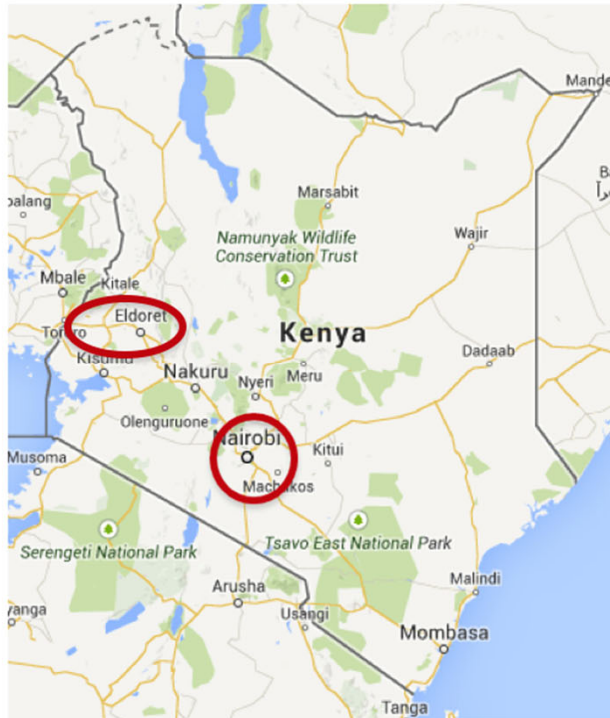 Mande
Marsabit
Wajir
Namunyak Wildlife
Conservation Trust
Mbale
Kitale
Eldoret
Kenya
Kisumu
Nakuru
Nyeri
Meru
Dadaab
Olenguruone
Nairobi
Kitui
Musoma
Machakos
Serengeti National Park
Tsavo East National Park
Arusha
Malindi
Usangi
Mombasa
Tanga